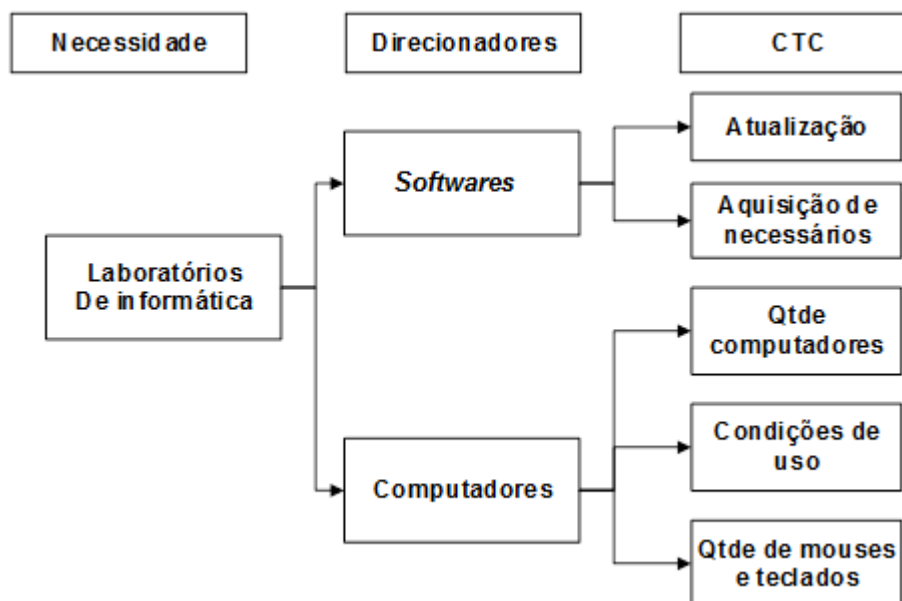 Necessidade
Direcionadores
CTC
Laboratórios
De informática
Softwares
Computadores
Atualização
Aquisição de
necessários
Qtde
computadores
Condições de
uso
Qtde de mouses
e teclados